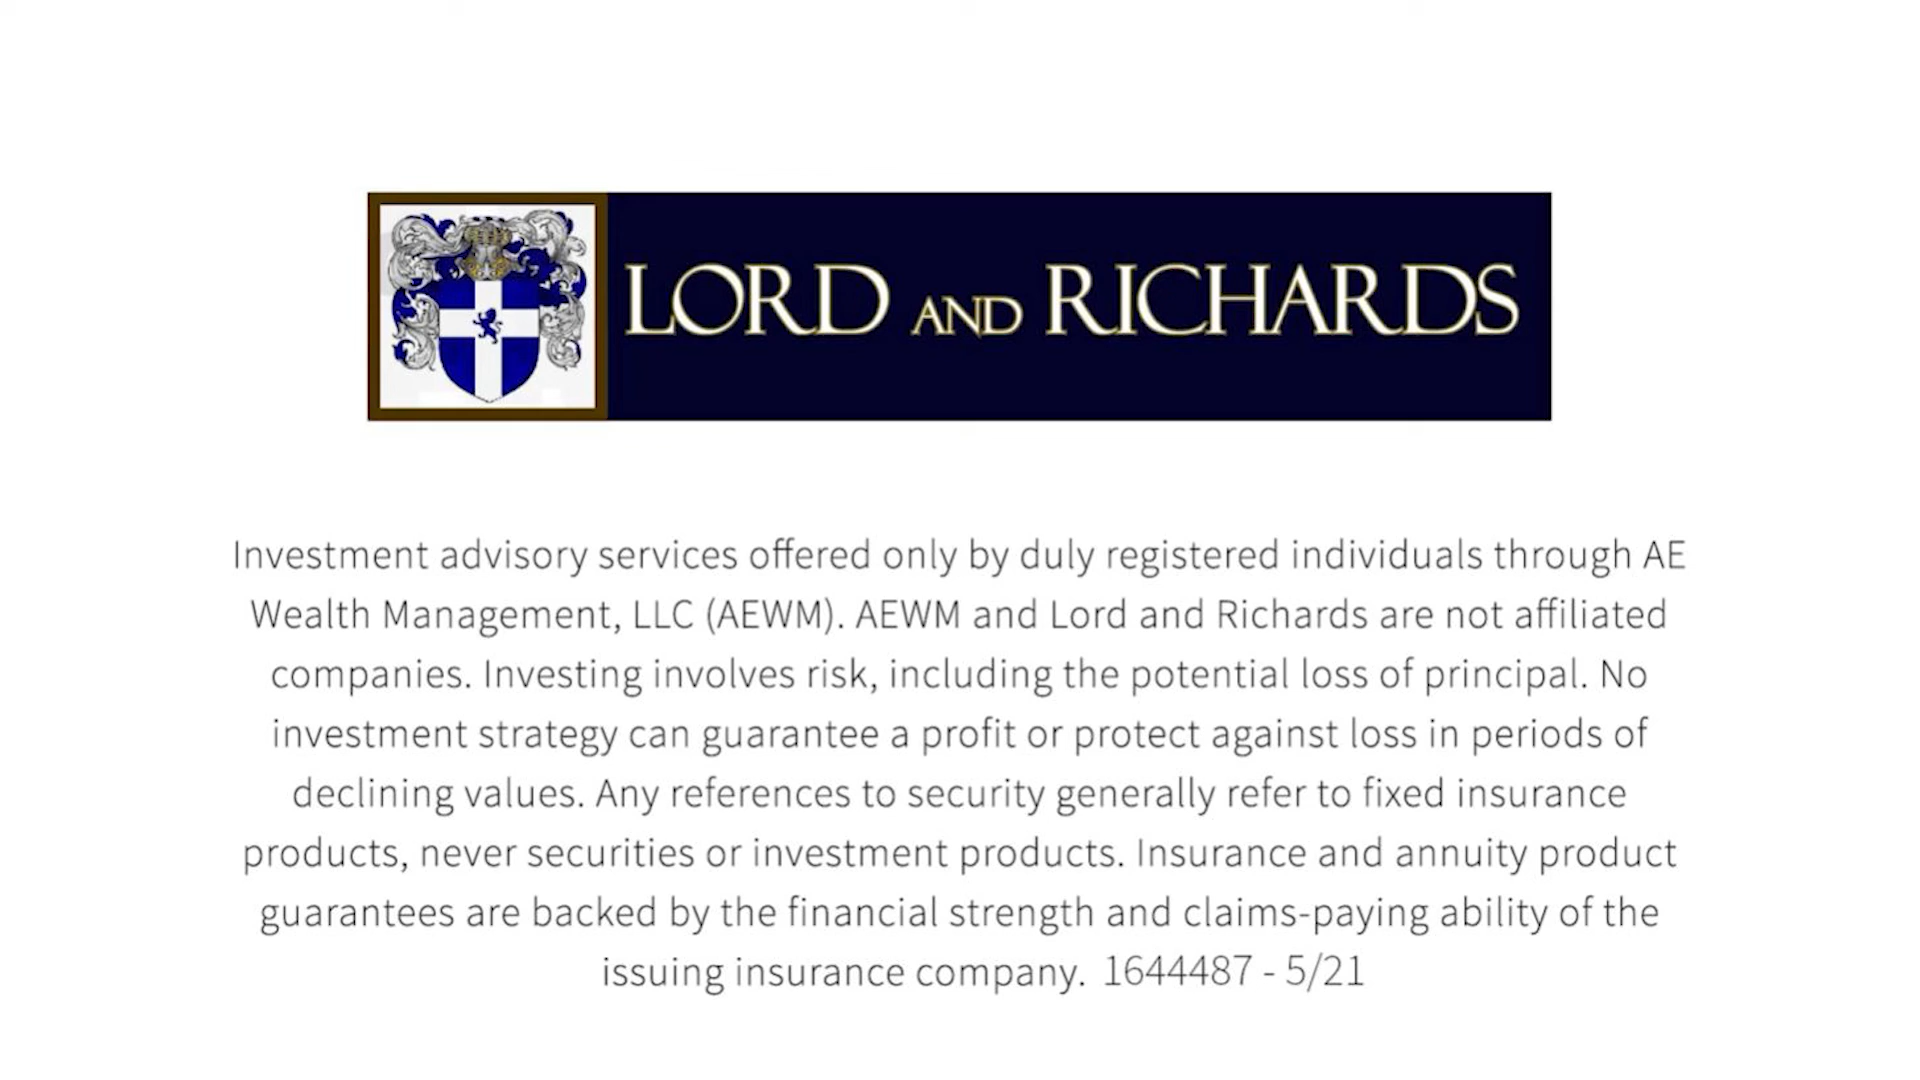 LORD AND RICHARDS
Investment advisory services offered only by duly registered individuals through AE
Wealth Management, LLC (AEWM). AEWM and Lord and Richards are not affiliated
companies. Investing involves risk, including the potential loss of principal. No
investment strategy can guarantee a profit or protect against loss in periods of
declining values. Any references to security generally refer to fixed insurance
products, never securities or investment products. Insurance and annuity product
guarantees are backed by the financial strength and claims-paying ability of the
issuing insurance company. 1644487 - 5/21